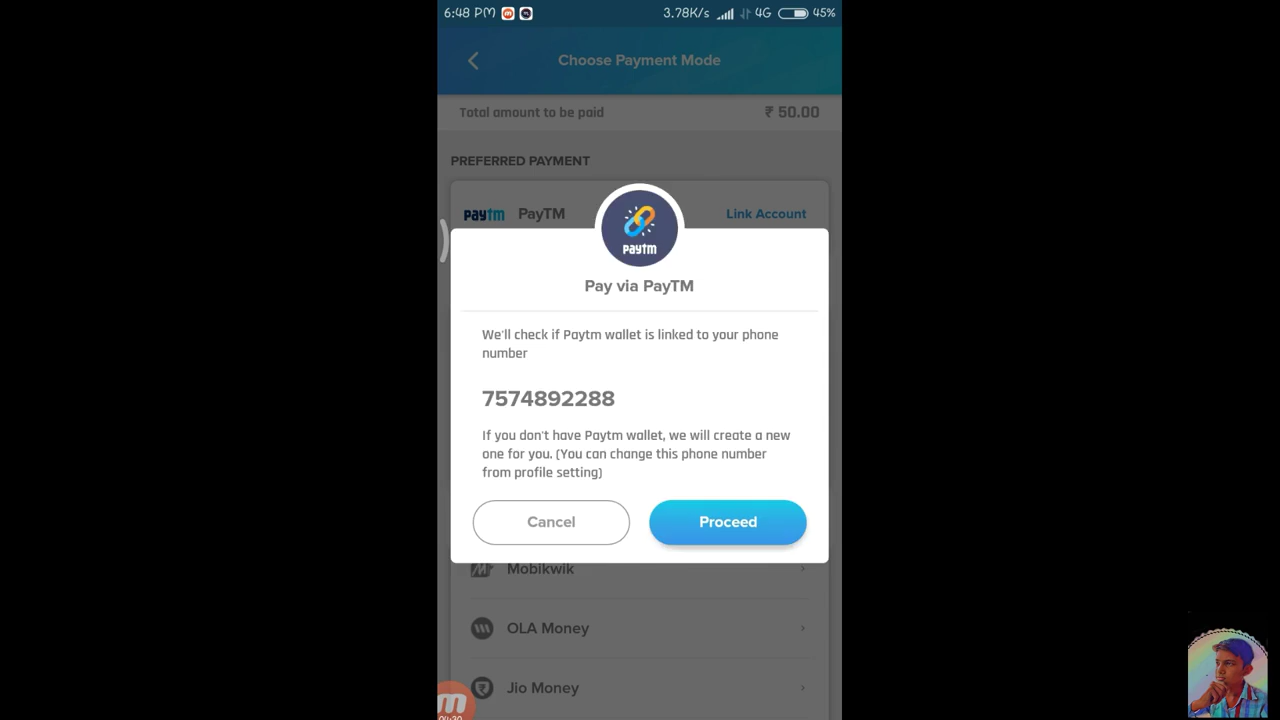 6:48 PM
3.78K/s 4G 45%
Choose Payment Mode
Total amount to be paid ₹ 50.00
PREFERRED PAYMENT
paytm PayTM Link Account
paytm
Pay via PayTM
We'll check if Paytm wallet is linked to your phone
number
7574892288
If you don't have Paytm wallet, we will create a new
one for you. (You can change this phone number
from profile setting)
Cancel Proceed
Mobikwik
OLA Money
Jio Money
04:30